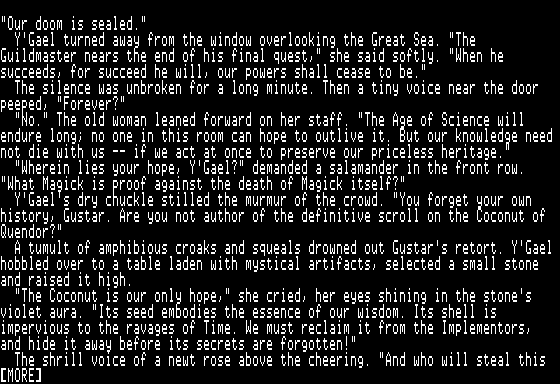 "Our doom is sealed."
Y'Gael turned away from the window overlooking the Great Sea. "The
Guildmaster nears the end of his final quest," she said softly. "When he
succeeds, for succeed he will, our powers shall cease to be."
The silence was unbroken for a long minute. Then a tiny voice near the door
peeped, "Forever?"
"No." The old woman leaned forward on her staff. "The Age of Science will
endure long; no one in this room can hope to outlive it. But our knowledge need
not die with us -- if we act at once to preserve our priceless heritage."
"Wherein lies your hope, Y'Gael?" demanded a salamander in the front row.
"What Magick is proof against the death of Magick itself?"
Y'Gael's dry chuckle stilled the murmur of the crowd. "You forget your own
history, Gustar. Are you not author of the definitive scroll on the Coconut of
Quendor?"
A tumult of amphibious croaks and squeals drowned out Gustar's retort. Y'Gael
hobbled over to a table laden with mystical artifacts, selected a small stone
and raised it high.
"The Coconut is our only hope," she cried, her eyes shining in the stone's
violet aura. "Its seed embodies the essence of our wisdom. Its shell is
impervious to the ravages of Time. We must reclaim it from the Implementors,
and hide it away before its secrets are forgotten!"
The shrill voice of a newt rose above the cheering. "And who will steal this
[MORE]